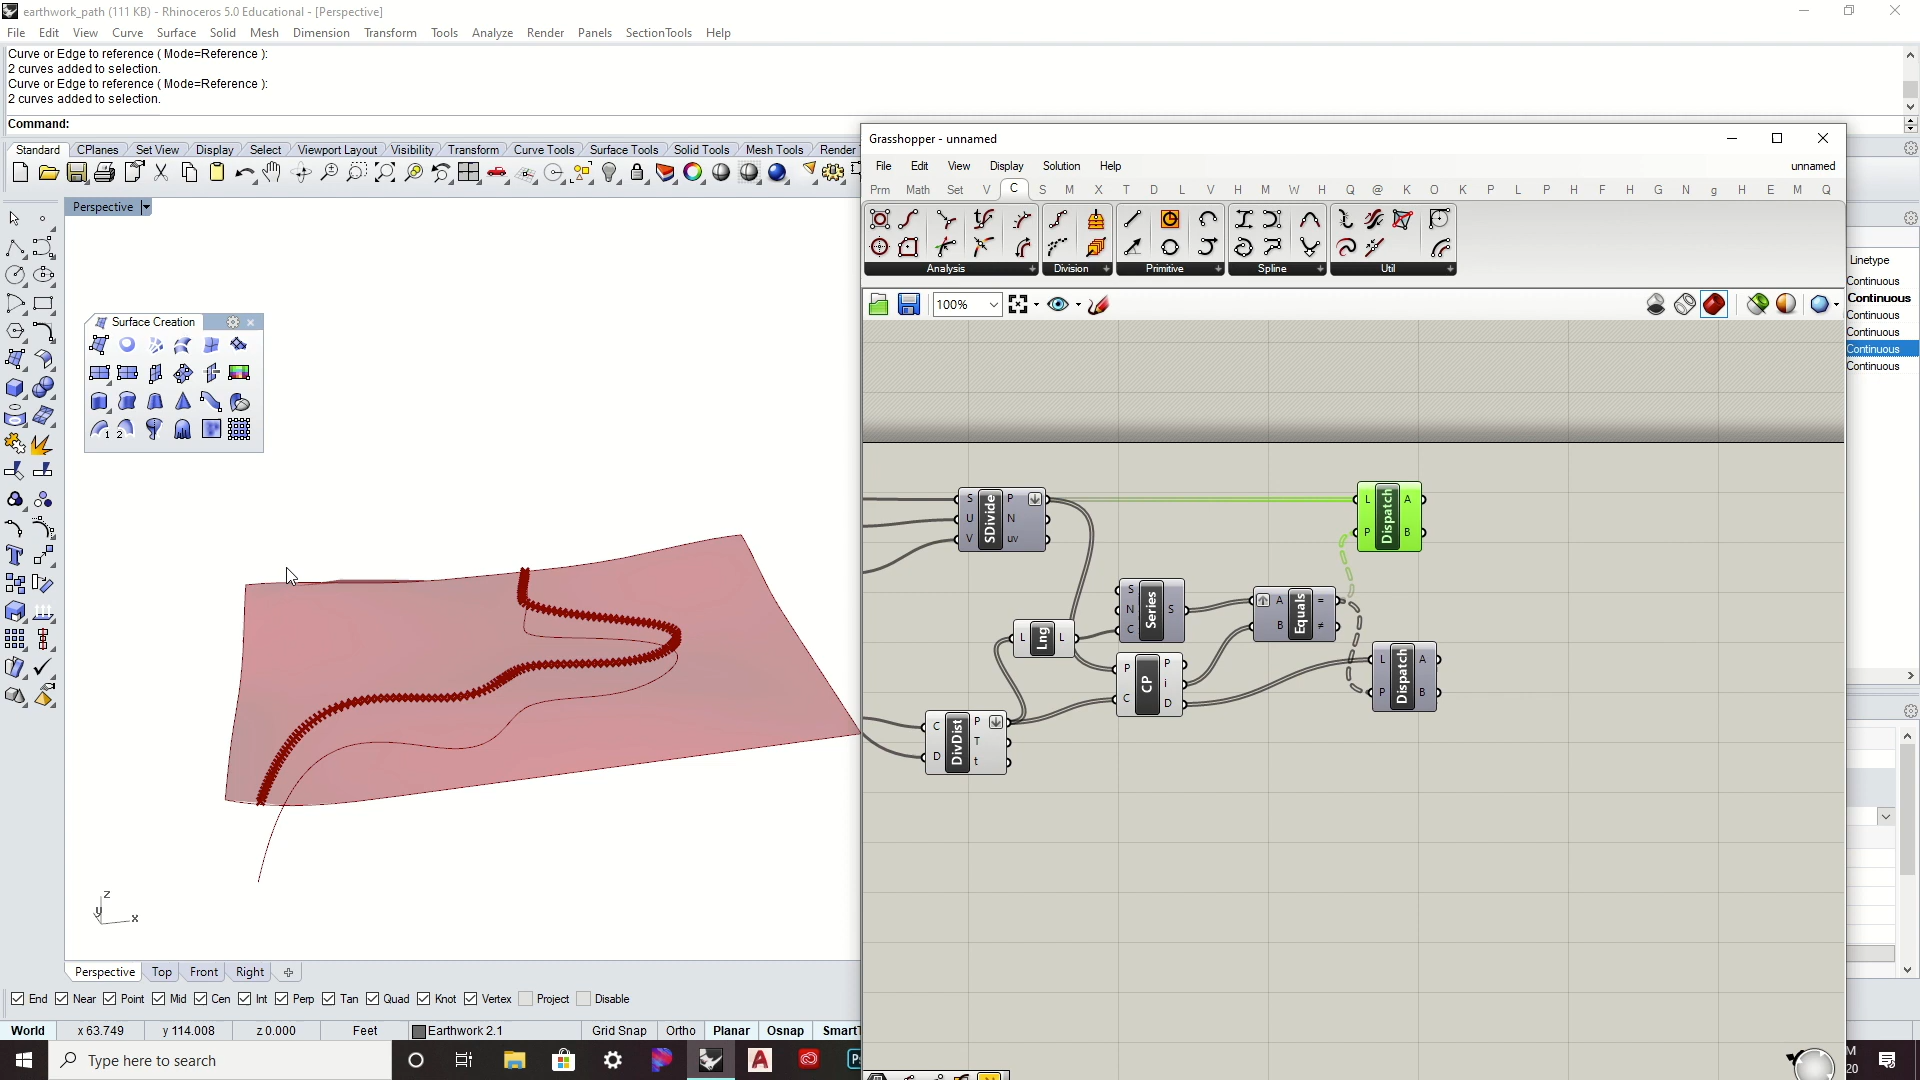 earthwork_path (111 KB) - Rhinoceros 5.0 Educational - [Perspective]
File Edit View Curve Surface Solid Mesh Dimension Transform Tools Analyze Render Panels SectionTools Help
Curve or Edge to reference ( Mode=Reference ):
2 curves added to selection.
Curve or Edge to reference ( Mode=Reference ):
2 curves added to selection.
Command:
Standard CPlanes Set View Display Select Viewport Layout Visibility Transform Curve Tools Surface Tools Solid Tools Mesh Tools Render
Perspective
Surface Creation
1 2
z
y x
Perspective Top Front Right
End Near Point Mid Cen Int Perp Tan Quad Knot Vertex Project Disable
World x 63.749 y 114.008 z 0.000 Feet Earthwork 2.1 Grid Snap Ortho Planar Osnap SmartT
Type here to search
A
Ps
Grasshopper - unnamed
File Edit View Display Solution Help unnamed
Prm Math Set V C S M X T D L V H M W H Q @ K O K P L P H F H G N g H E M Q
Analysis Division Primitive Spline Util
100%
S U V SDivide P N uv
L P Dispatch A B
S N C Series S
A B Equals = ≠
L Lng L
P C CP P i D
L P Dispatch A B
C D DivDist P T t
Linetype
Continuous
Continuous
Continuous
Continuous
Continuous
Continuous
M
20